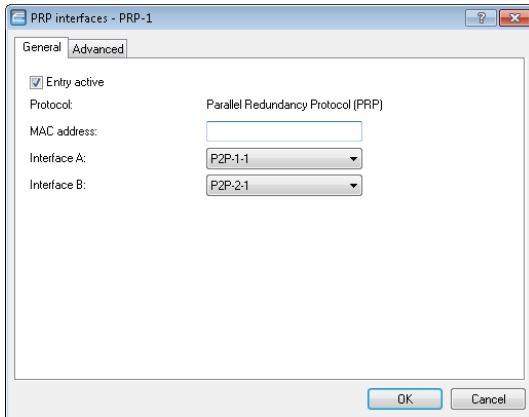 PRP interfaces - PRP-1
General Advanced
Entry active
Protocol: Parallel Redundancy Protocol (PRP)
MAC address:
Interface A: P2P-1-1
Interface B: P2P-2-1
OK Cancel